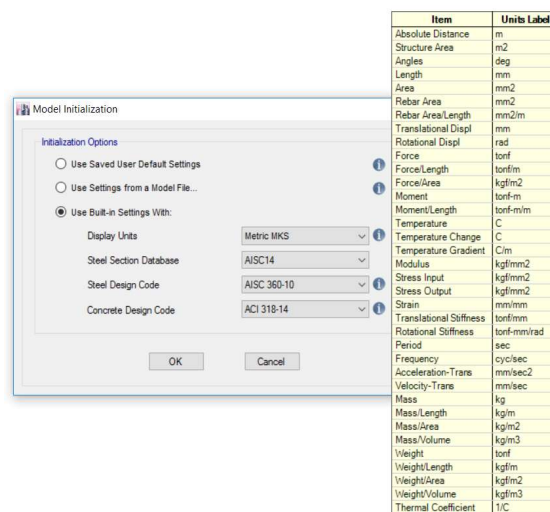 Model Initialization
Initialization Options
Use Saved User Default Settings
Use Settings from a Model File...
Use Built-in Settings With:
Display Units Metric MKS
Steel Section Database AISC14
Steel Design Code AISC 360-10
Concrete Design Code ACI 318-14
OK Cancel
Item Units Label
Absolute Distance m
Structure Area m2
Angles deg
Length mm
Area mm2
Rebar Area mm2
Rebar Area/Length mm2/m
Translational Displ mm
Rotational Displ rad
Force tonf
Force/Length tonf/m
Force/Area kgf/m2
Moment tonf-m
Moment/Length tonf-m/m
Temperature C
Temperature Change C
Temperature Gradient C/m
Modulus kgf/mm2
Stress Input kgf/mm2
Stress Output kgf/mm2
Strain mm/mm
Translational Stiffness tonf/mm
Rotational Stiffness tonf-mm/rad
Period sec
Frequency cyc/sec
Acceleration-Trans mm/sec2
Velocity-Trans mm/sec
Mass kg
Mass/Length kg/m
Mass/Area kg/m2
Mass/Volume kg/m3
Weight tonf
Weight/Length kgf/m
Weight/Area kgf/m2
Weight/Volume kgf/m3
Thermal Coefficient 1/C